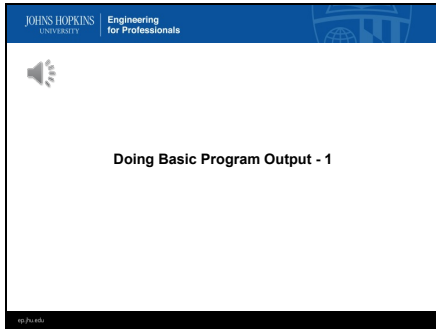 JOHNS HOPKINS
UNIVERSITY
Engineering
for Professionals
Doing Basic Program Output - 1
ep.jhu.edu